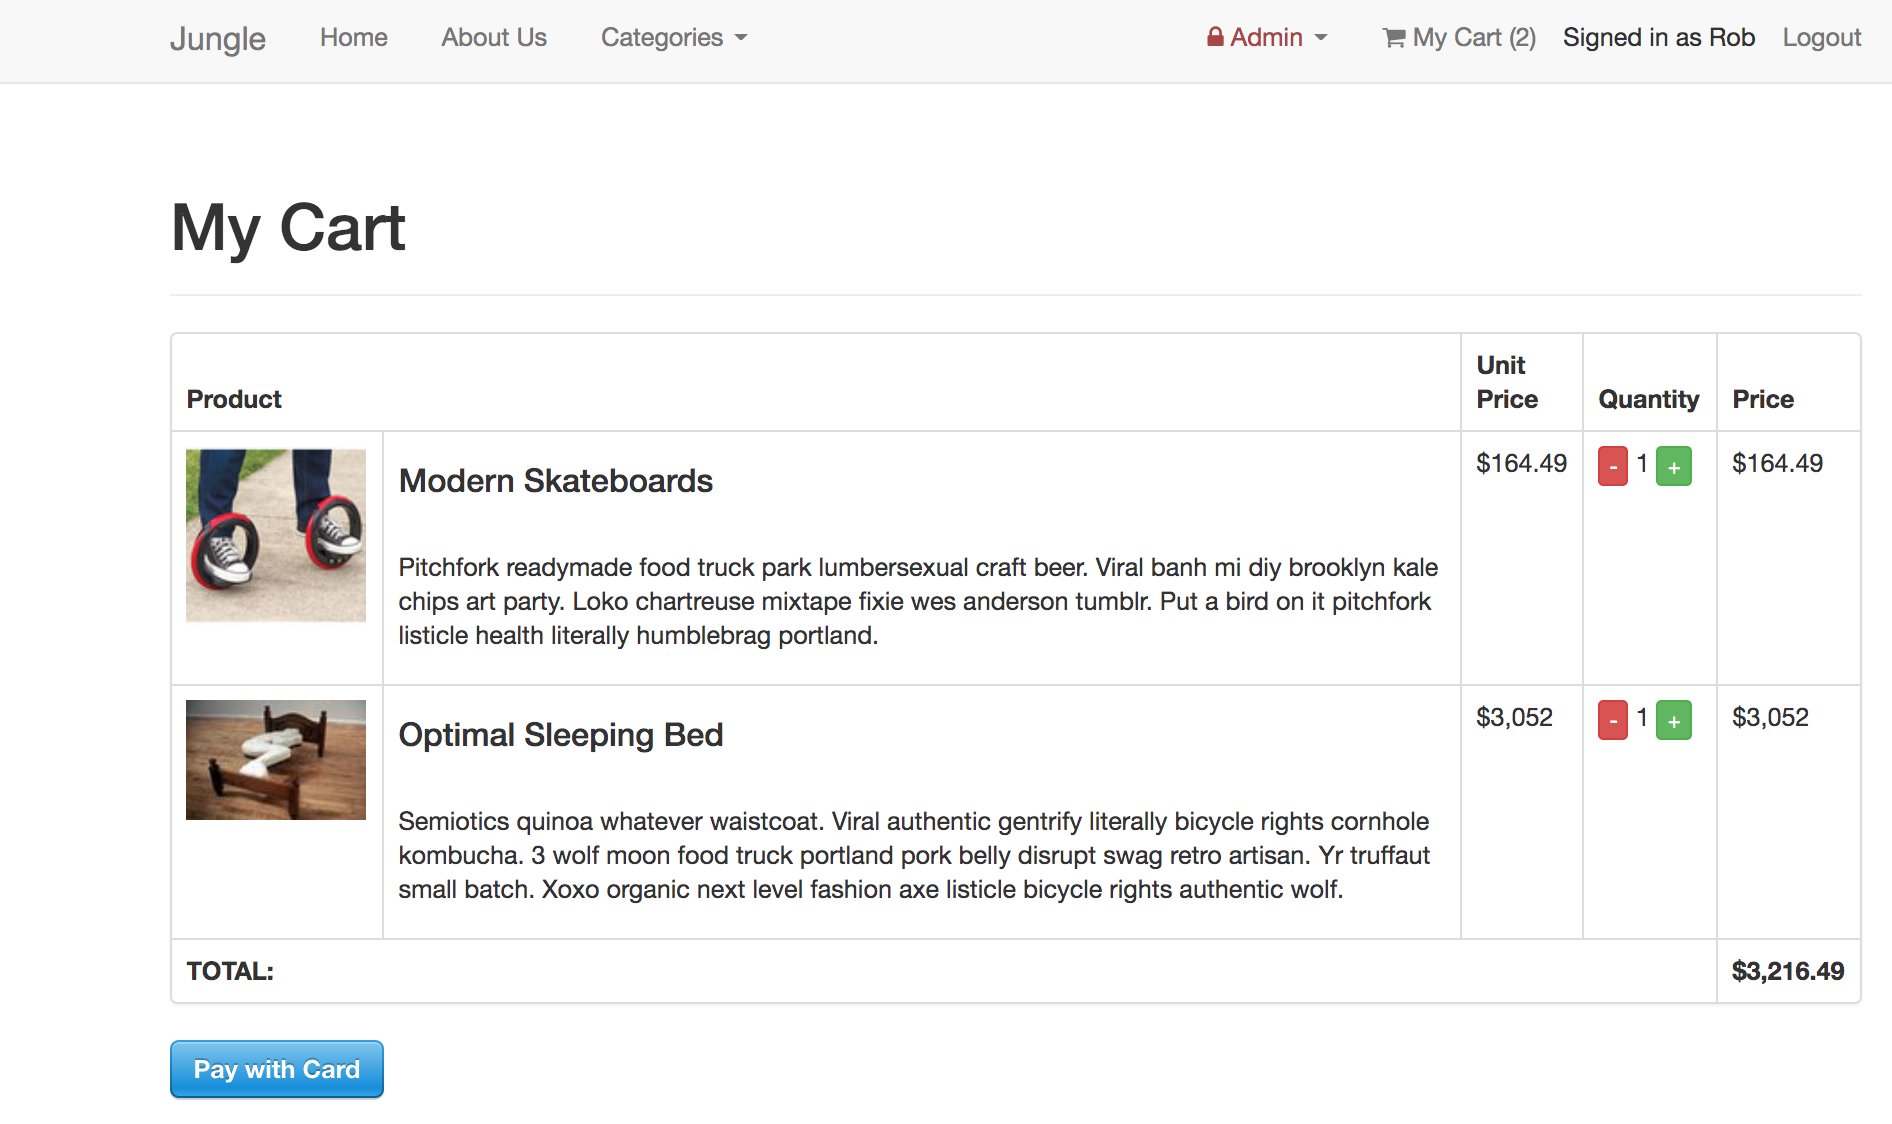 Jungle Home About Us Categories Admin My Cart (2) Signed in as Rob Logout
My Cart
Product Unit Price Quantity Price
Modern Skateboards $164.49 - 1 + $164.49
Pitchfork readymade food truck park lumbersexual craft beer. Viral banh mi diy brooklyn kale
chips art party. Loko chartreuse mixtape fixie wes anderson tumblr. Put a bird on it pitchfork
listicle health literally humblebrag portland.
Optimal Sleeping Bed $3,052 - 1 + $3,052
Semiotics quinoa whatever waistcoat. Viral authentic gentrify literally bicycle rights cornhole
kombucha. 3 wolf moon food truck portland pork belly disrupt swag retro artisan. Yr truffaut
small batch. Xoxo organic next level fashion axe listicle bicycle rights authentic wolf.
TOTAL: $3,216.49
Pay with Card